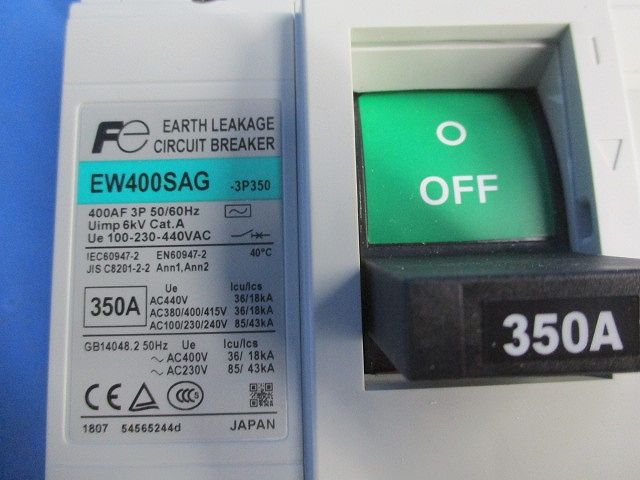 Fe EARTH LEAKAGE
CIRCUIT BREAKER
EW400SAG -3P350
400AF 3P 50/60Hz
Uimp 6kV Cat.A
Ue 100-230-440VAC
IEC60947-2 EN60947-2 40°C
JIS C8201-2-2 Ann1,Ann2
350A
Ue Icu/Ics
AC440V 36/18kA
AC380/400/415V 36/18kA
AC100/230/240V 85/43kA
GB14048.2 50Hz Ue Icu/Ics
~ AC400V 36/ 18kA
~ AC230V 85/ 43kA
CE CCC S
1807 54565244d JAPAN
O
OFF
350A
I